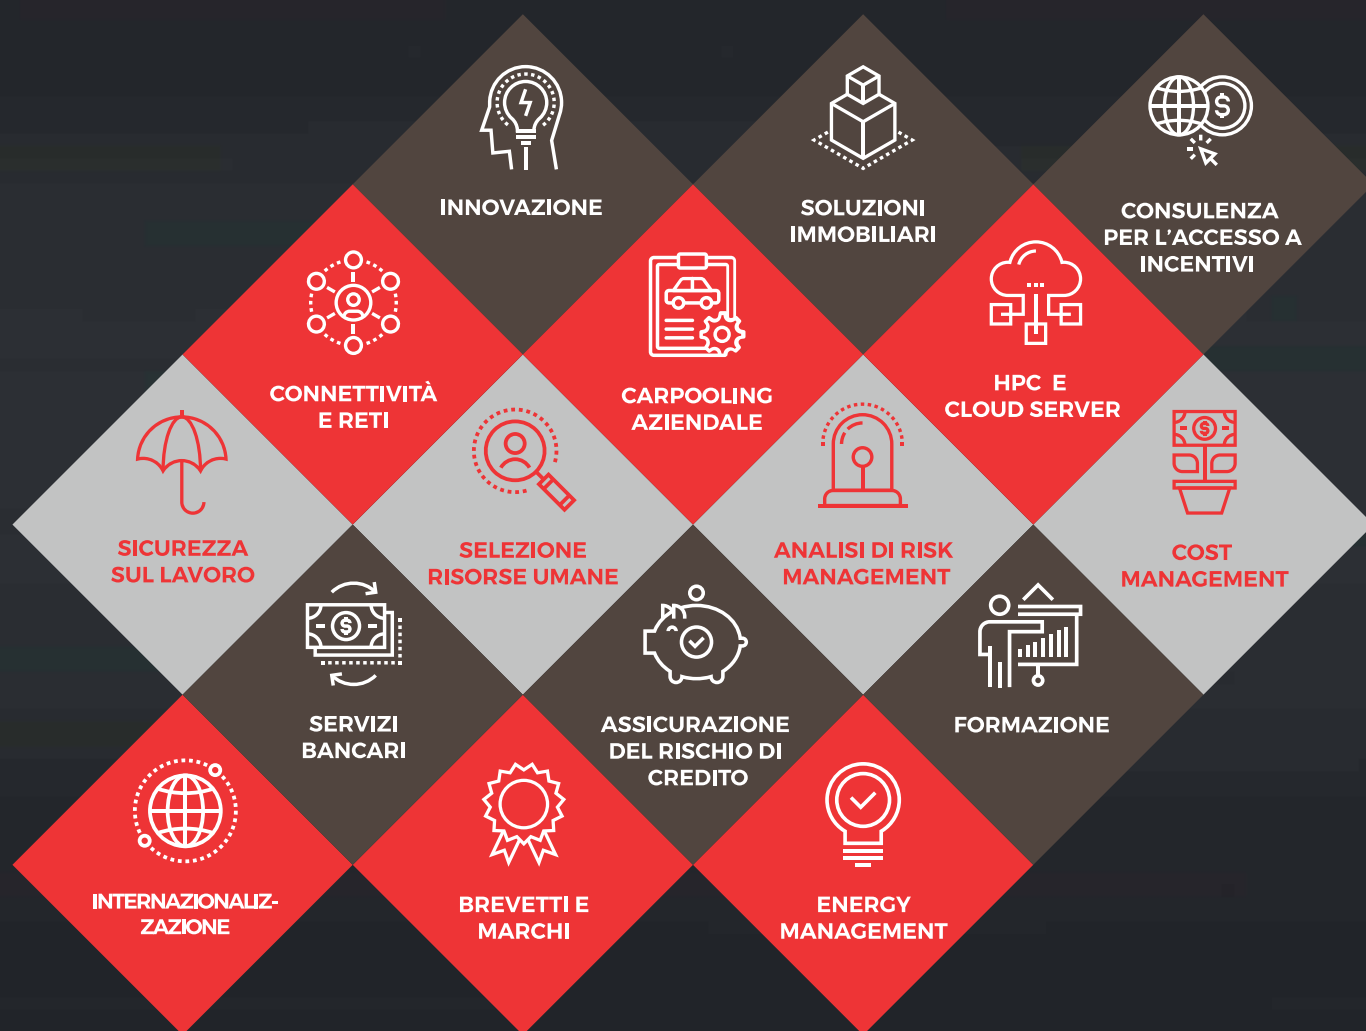 INNOVAZIONE
SOLUZIONI
IMMOBILIARI
CONSULENZA
PER L'ACCESSO A
INCENTIVI
CONNETTIVITÀ
E RETI
CARPOOLING
AZIENDALE
HPC E
CLOUD SERVER
SICUREZZA
SUL LAVORO
SELEZIONE
RISORSE UMANE
ANALISI DI RISK
MANAGEMENT
COST
MANAGEMENT
SERVIZI
BANCARI
ASSICURAZIONE
DEL RISCHIO DI
CREDITO
FORMAZIONE
INTERNAZIONALIZ-
ZAZIONE
BREVETTI E
MARCHI
ENERGY
MANAGEMENT